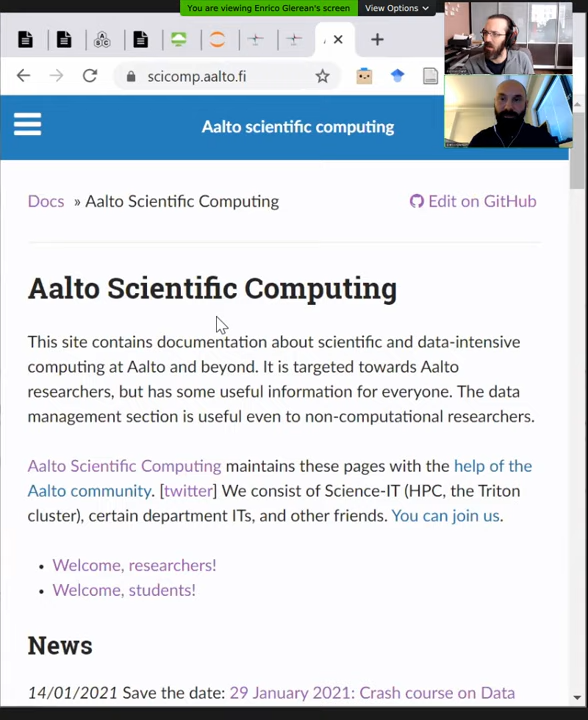 You are viewing Enrico Glerean's screen View Options
scicomp.aalto.fi
Aalto scientific computing
Docs » Aalto Scientific Computing Edit on GitHub
Aalto Scientific Computing
This site contains documentation about scientific and data-intensive
computing at Aalto and beyond. It is targeted towards Aalto
researchers, but has some useful information for everyone. The data
management section is useful even to non-computational researchers.
Aalto Scientific Computing maintains these pages with the help of the
Aalto community. [twitter] We consist of Science-IT (HPC, the Triton
cluster), certain department ITs, and other friends. You can join us.
• Welcome, researchers!
• Welcome, students!
News
14/01/2021 Save the date: 29 January 2021: Crash course on Data